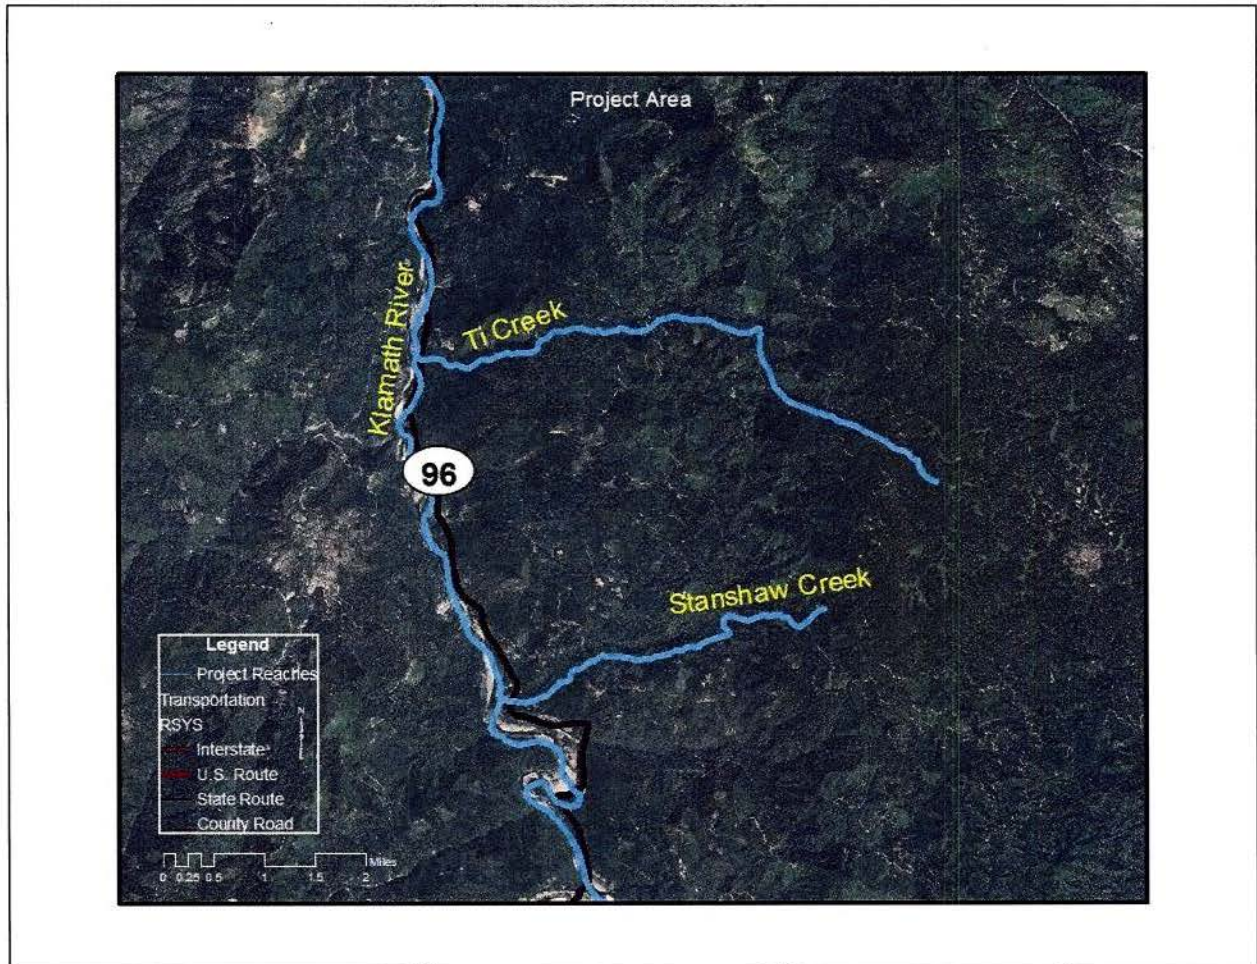 Project Area
Klamath River
Ti Creek
96
Stanshaw Creek
Legend
Project Reaches
Transportation
RSYS
N
Interstate
U.S. Route
State Route
County Road
Miles
0 0.25 0.5 1 1.5 2